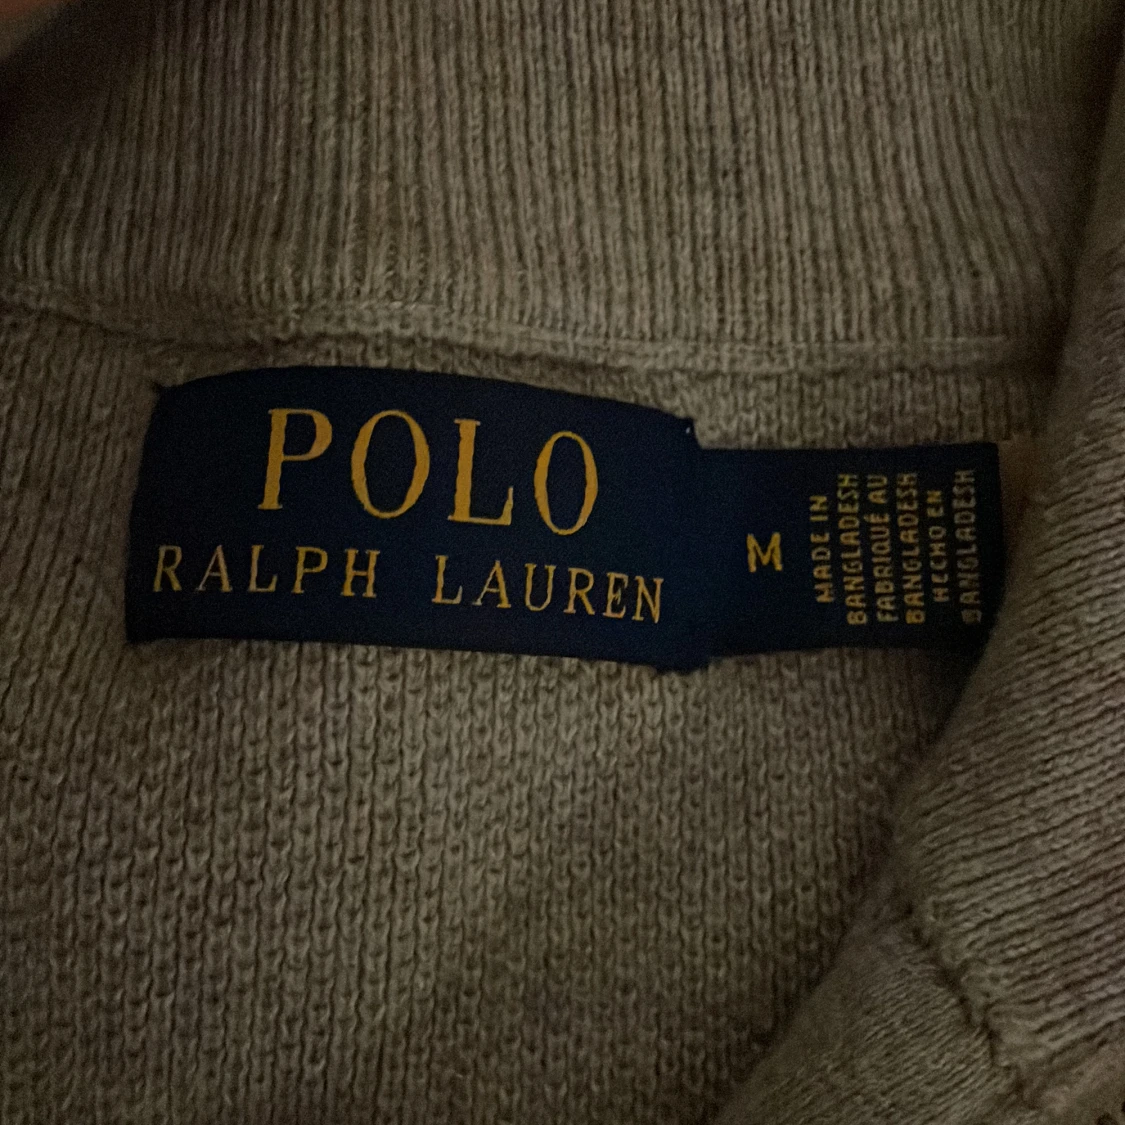 POLO
RALPH LAUREN
M
MADE IN
BANGLADESH
FABRIQUÉ AU
BANGLADESH
HECHO EN
BANGLADESH